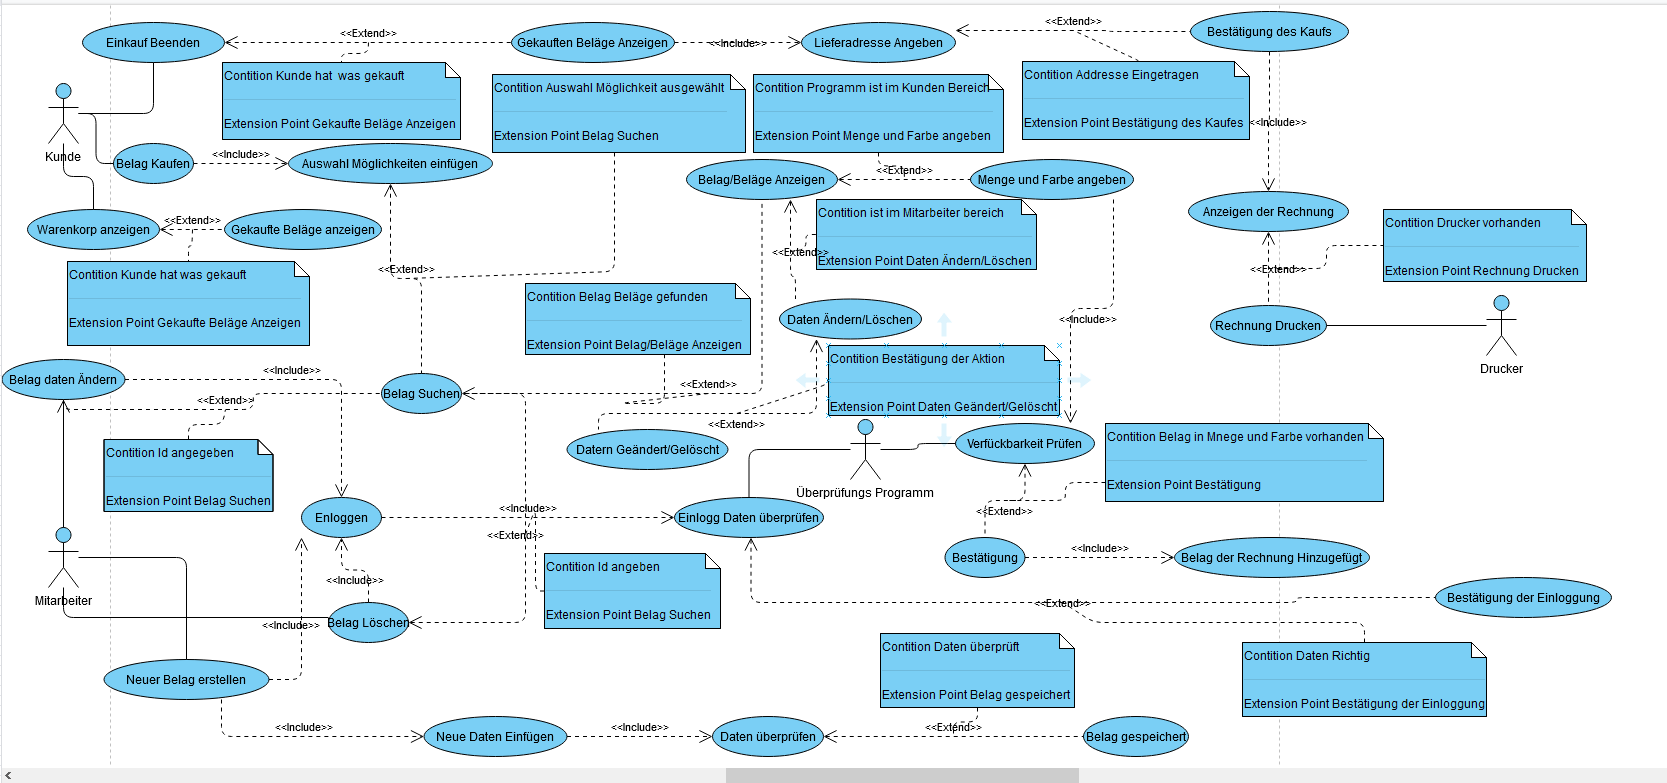 <<Extend>>
<<Extend>>
Einkauf Beenden
Gekauften Beläge Anzeigen
<<Include>>
Lieferadresse Angeben
Bestätigung des Kaufs
Contition Kunde hat  was gekauft
Extension Point Gekaufte Beläge Anzeigen
Contition Auswahl Möglichkeit ausgewählt
Extension Point Belag Suchen
Contition Programm ist im Kunden Bereich
Extension Point Menge und Farbe angeben
Contition Addresse Eingetragen
Extension Point Bestätigung des Kaufes
<<Include>>
Kunde
Belag Kaufen
<<Include>>
Auswahl Möglichkeiten einfügen
<<Extend>>
Belag/Beläge Anzeigen
Menge und Farbe angeben
Warenkorp anzeigen
<<Extend>>
Gekaufte Beläge anzeigen
Contition ist im Mitarbeiter bereich
Extension Point Daten Ändern/Löschen
<<Extend>>
Anzeigen der Rechnung
Contition Drucker vorhanden
Extension Point Rechnung Drucken
<<Extend>>
Contition Kunde hat was gekauft
Extension Point Gekaufte Beläge Anzeigen
<<Extend>>
Contition Belag Beläge gefunden
Extension Point Belag/Beläge Anzeigen
Daten Ändern/Löschen
<<Include>>
Rechnung Drucken
Drucker
Contition Bestätigung der Aktion
Extension Point Daten Geändert/Gelöscht
Belag daten Ändern
<<Include>>
<<Extend>>
Belag Suchen
<<Extend>>
<<Extend>>
Datern Geändert/Gelöscht
Verfückbarkeit Prüfen
Contition Belag in Mnege und Farbe vorhanden
Extension Point Bestätigung
Contition Id angegeben
Extension Point Belag Suchen
Überprüfungs Programm
Enloggen
<<Include>>
<<Extend>>
Einlogg Daten überprüfen
<<Extend>>
Bestätigung
<<Include>>
Belag der Rechnung Hinzugefügt
Contition Id angeben
Extension Point Belag Suchen
<<Include>>
Mitarbeiter
Belag Löschen
<<Include>>
<<Extend>>
Bestätigung der Einloggung
Contition Daten Richtig
Extension Point Bestätigung der Einloggung
Neuer Belag erstellen
Contition Daten überprüft
Extension Point Belag gespeichert
<<Include>>
Neue Daten Einfügen
<<Include>>
Daten überprüfen
<<Extend>>
Belag gespeichert